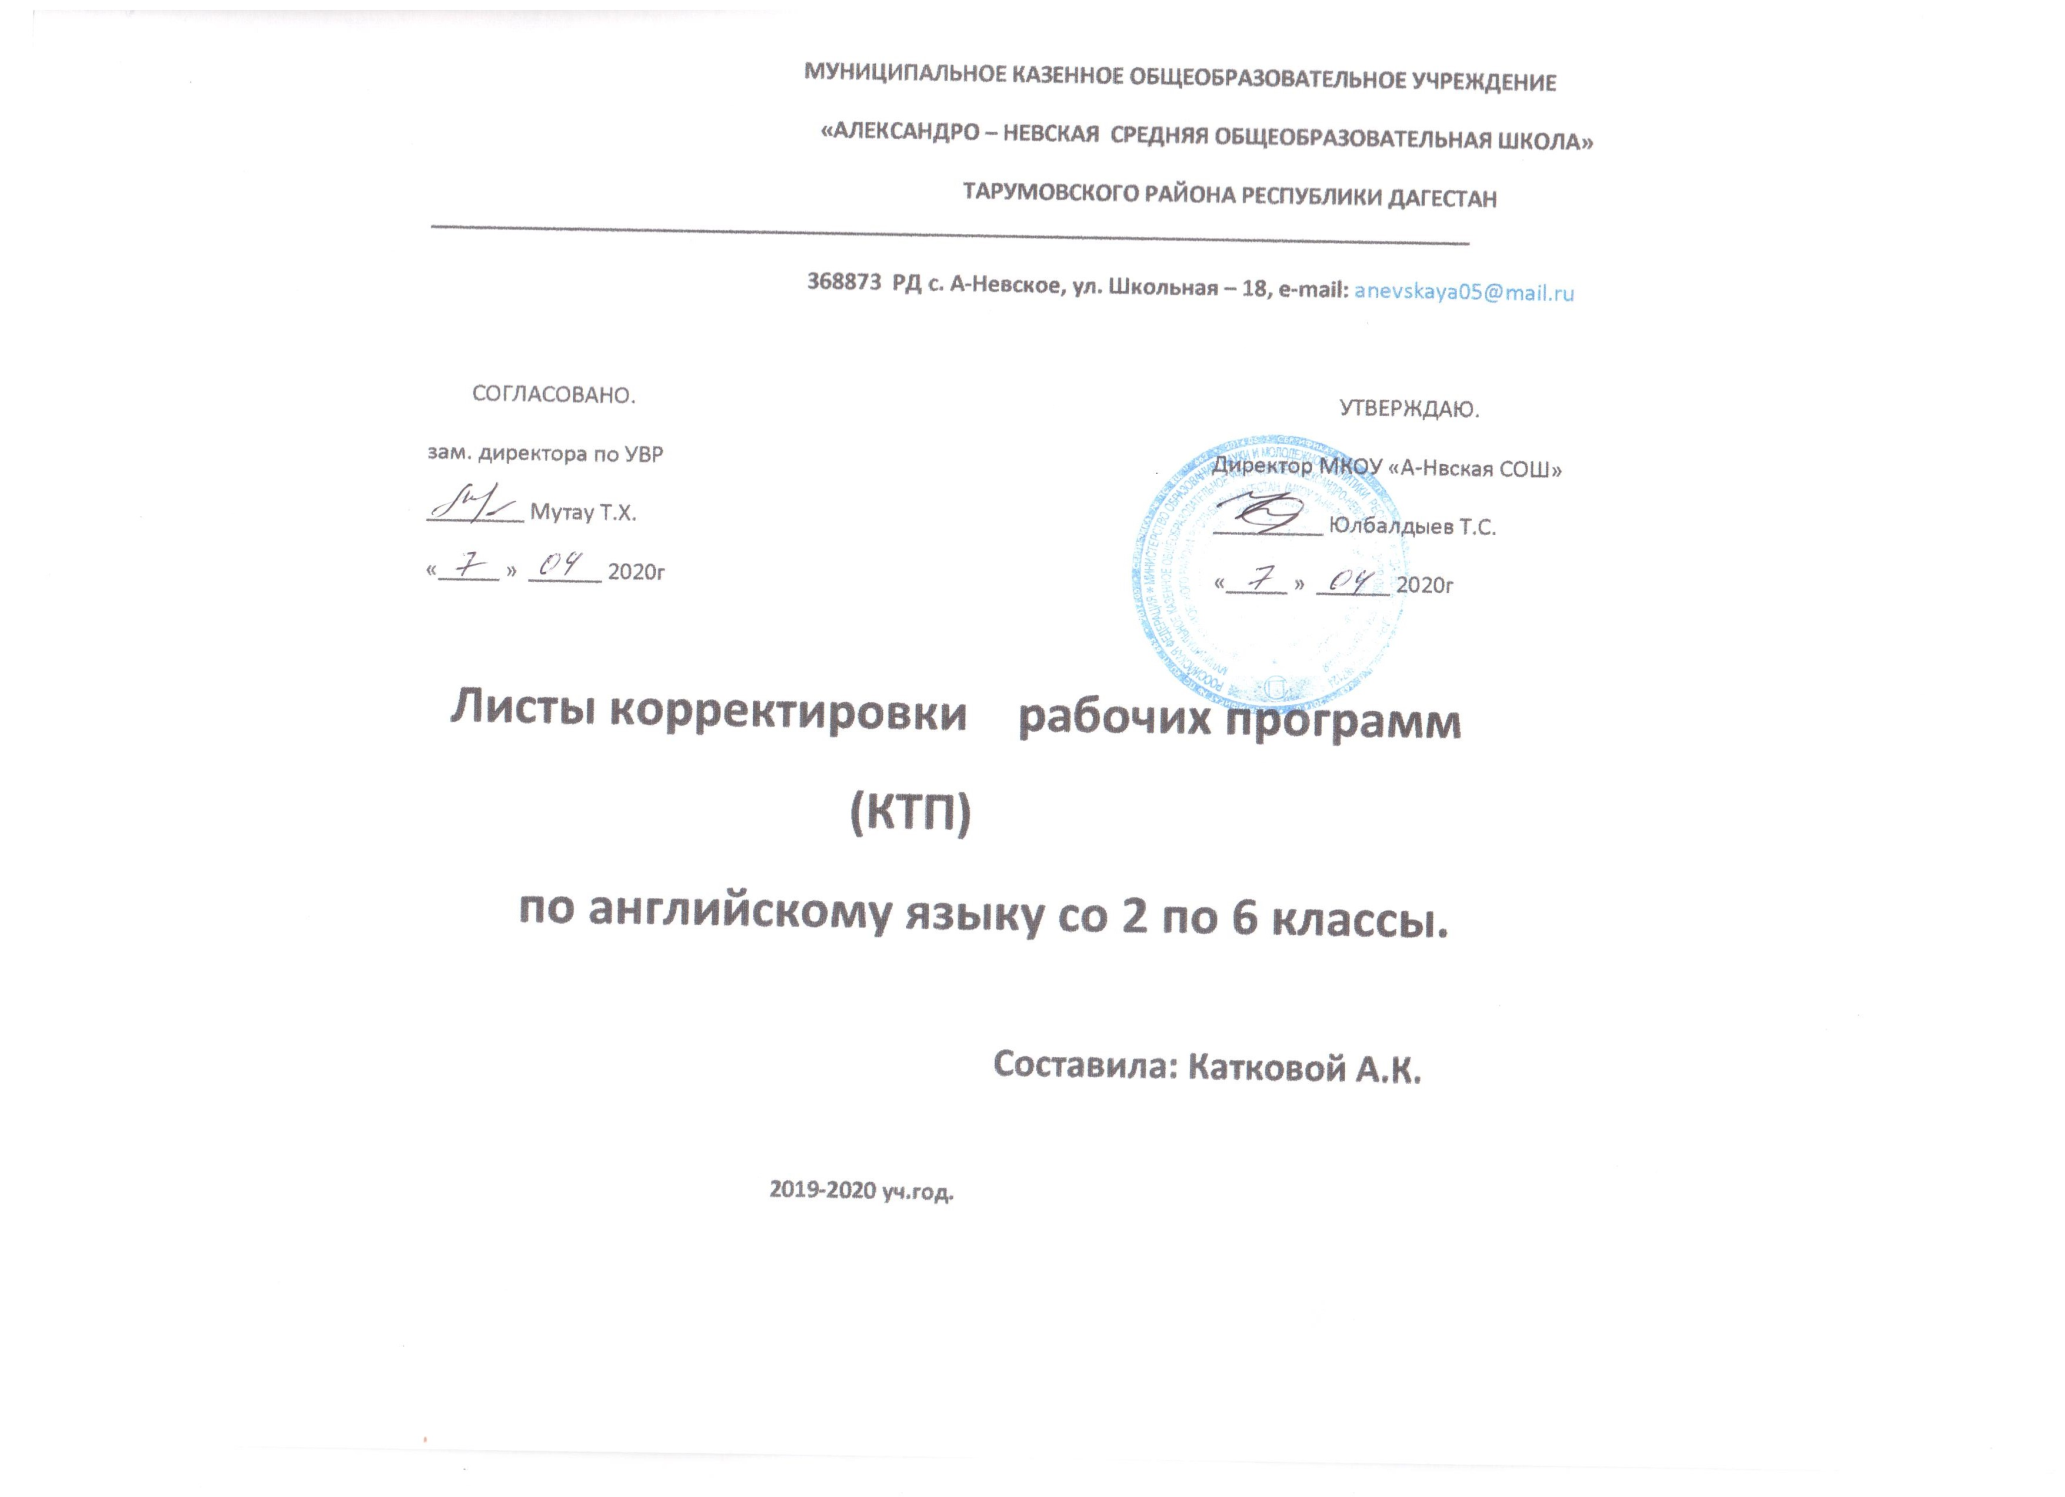 МУНИЦИПАЛЬНОЕ КАЗЕННОЕ ОБЩЕОБРАЗОВАТЕЛЬНОЕ УЧРЕЖДЕНИЕ
«АЛЕКСАНДРО – НЕВСКАЯ СРЕДНЯЯ ОБЩЕОБРАЗОВАТЕЛЬНАЯ ШКОЛА»
ТАРУМОВСКОГО РАЙОНА РЕСПУБЛИКИ ДАГЕСТАН
368873 РД с. А-Невское, ул. Школьная – 18, e-mail: anevskaya05@mail.ru
СОГЛАСОВАНО.
зам. директора по УВР
Мутау Т.Х.
« 7 » 04 2020г
УТВЕРЖДАЮ.
Директор МКОУ «А-Нвская СОШ»
Юлбалдыев Т.С.
« 7 » 04 2020г
Листы корректировки рабочих программ
(КТП)
по английскому языку со 2 по 6 классы.
Составила: Катковой А.К.
2019-2020 уч.год.